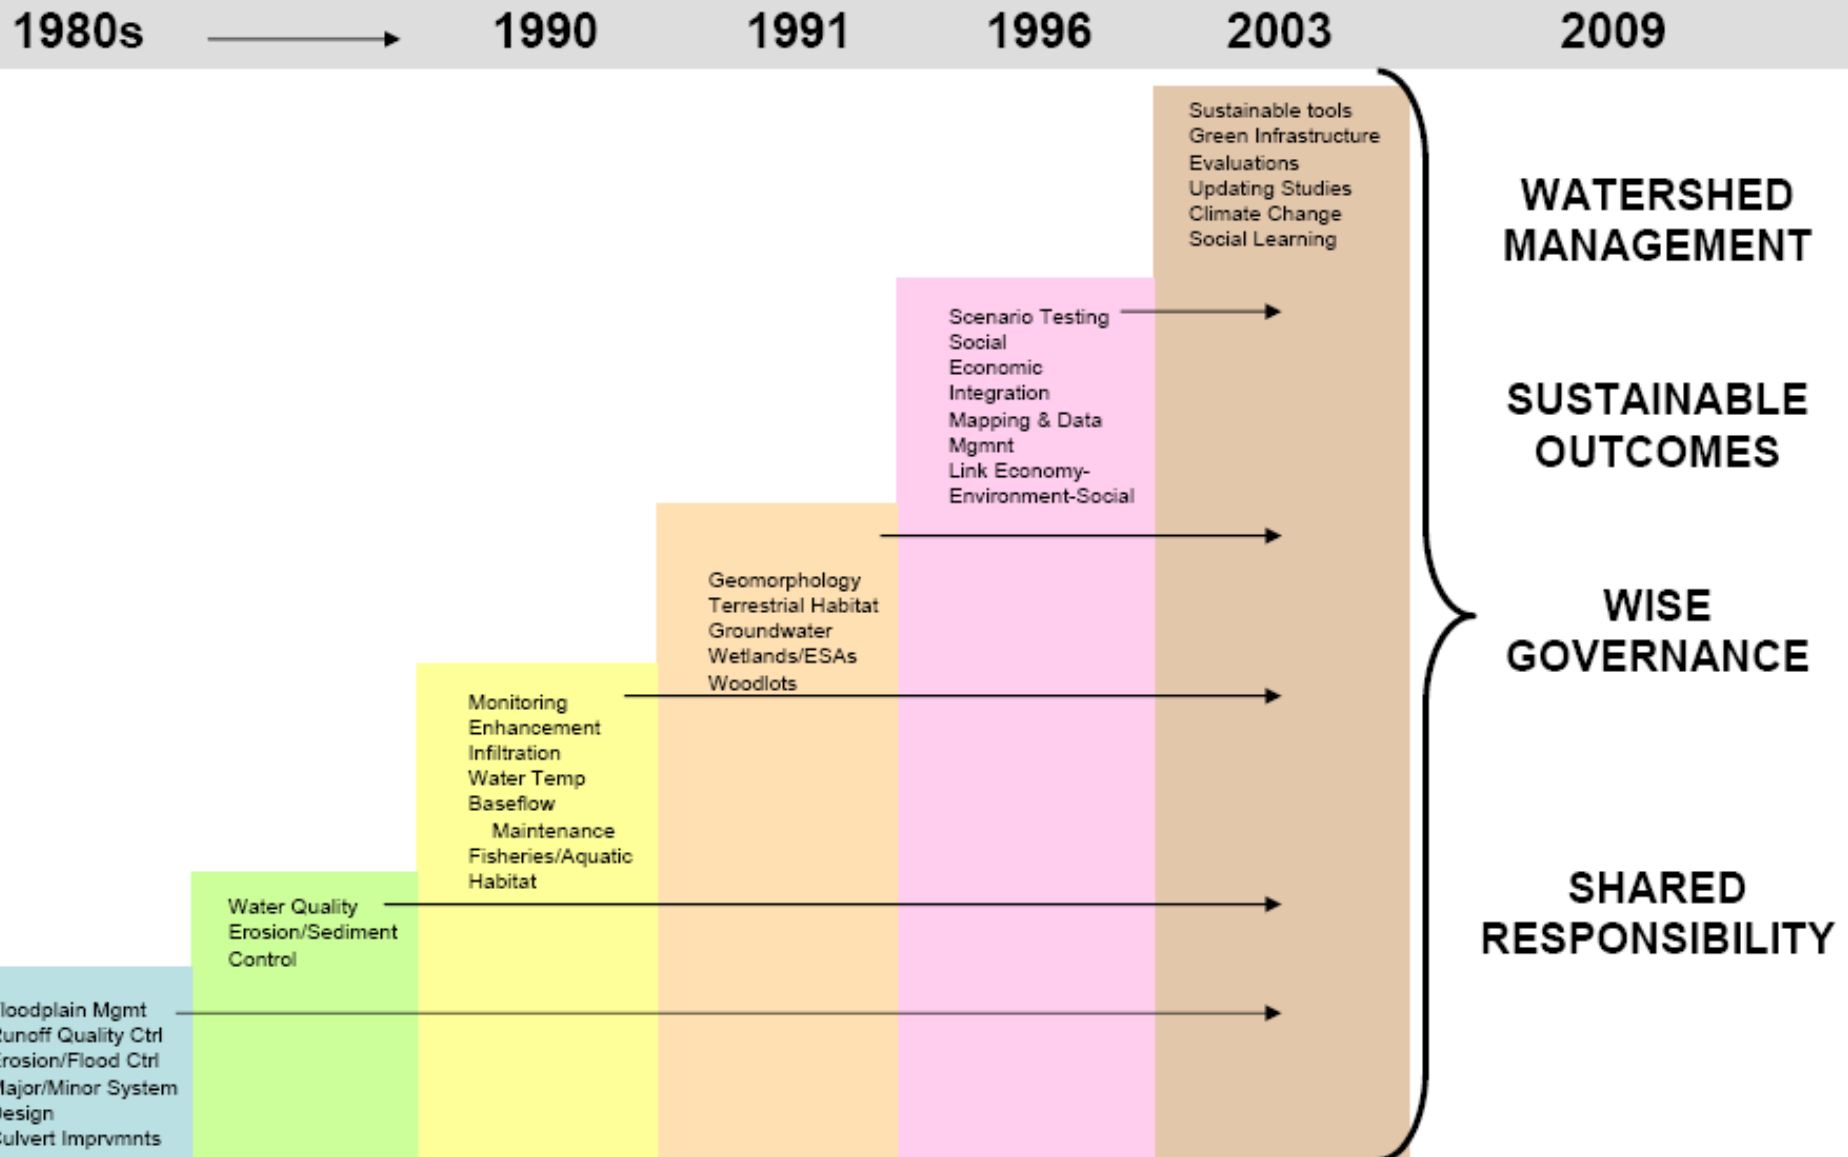 1980s
1990
1991
1996
2003
2009
Sustainable tools
Green Infrastructure
Evaluations
Updating Studies
Climate Change
Social Learning
Scenario Testing
Social
Economic
Integration
Mapping & Data
Mgmnt
Link Economy-
Environment-Social
Geomorphology
Terrestrial Habitat
Groundwater
Wetlands/ESAs
Woodlots
Monitoring
Enhancement
Infiltration
Water Temp
Baseflow
Maintenance
Fisheries/Aquatic
Habitat
Water Quality
Erosion/Sediment
Control
loodplain Mgmt
unoff Quality Ctrl
rosion/Flood Ctrl
ajor/Minor System
esign
ulvert Imprvmnts
WATERSHED
MANAGEMENT
SUSTAINABLE
OUTCOMES
WISE
GOVERNANCE
SHARED
RESPONSIBILITY